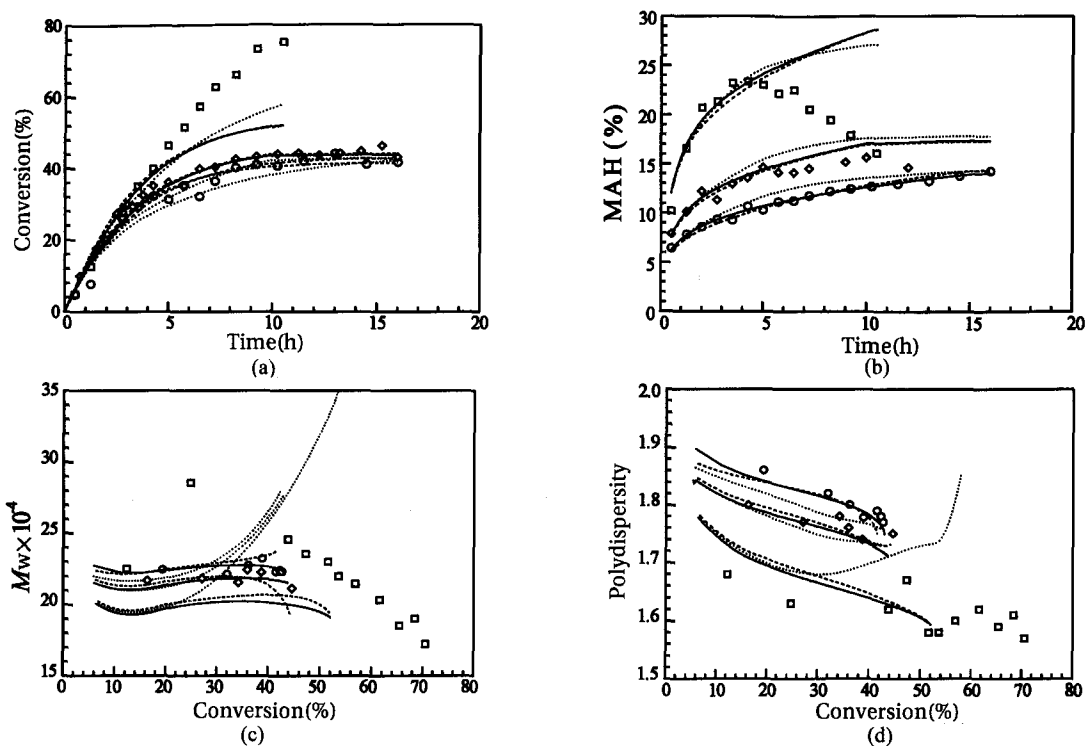 80
60
40
20
0
Conversion(%)
0 5 10 15 20
Time(h)
(a)
30
25
20
15
10
5
0
MAH (%)
0 5 10 15 20
Time(h)
(b)
35
30
25
20
15
Mw×10⁻⁴
0 10 20 30 40 50 60 70 80
Conversion(%)
(c)
2.0
1.9
1.8
1.7
1.6
1.5
Polydispersity
0 10 20 30 40 50 60 70 80
Conversion(%)
(d)